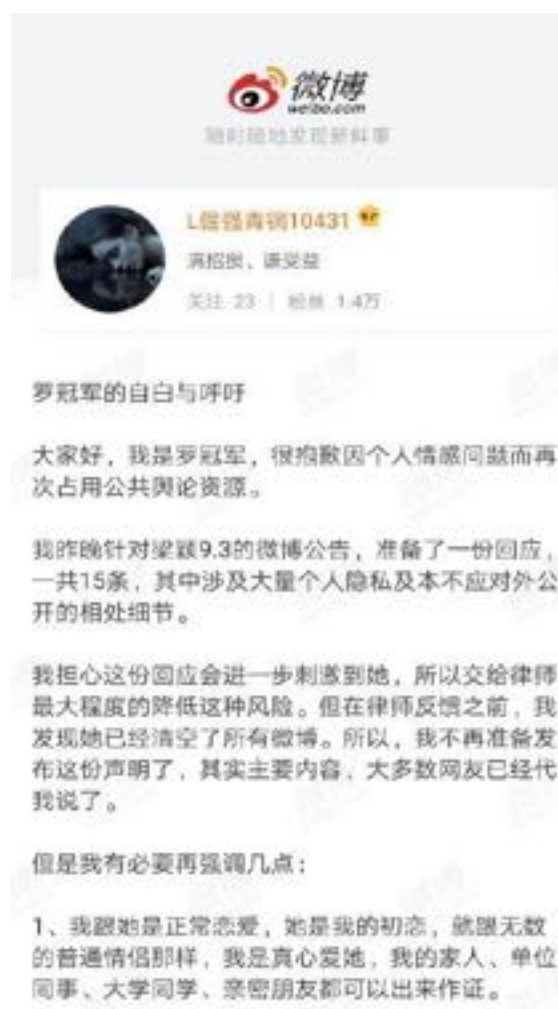 微博
weibo.com
随时随地发现新鲜事
L倔强青铜10431
满招损，谦受益
关注 23 | 粉丝 1.4万
罗冠军的自白与呼吁
大家好，我是罗冠军，很抱歉因个人情感问题而再
次占用公共舆论资源。
我昨晚针对梁颖9.3的微博公告，准备了一份回应，
一共15条，其中涉及大量个人隐私及本不应对外公
开的相处细节。
我担心这份回应会进一步刺激到她，所以交给律师
最大程度的降低这种风险。但在律师反馈之前，我
发现她已经清空了所有微博。所以，我不再准备发
布这份声明了，其实主要内容，大多数网友已经代
我说了。
但是我有必要再强调几点：
1、我跟她是正常恋爱，她是我的初恋，就跟无数
的普通情侣那样，我是真心爱她，我的家人、单位
同事、大学同学、亲密朋友都可以出来作证。